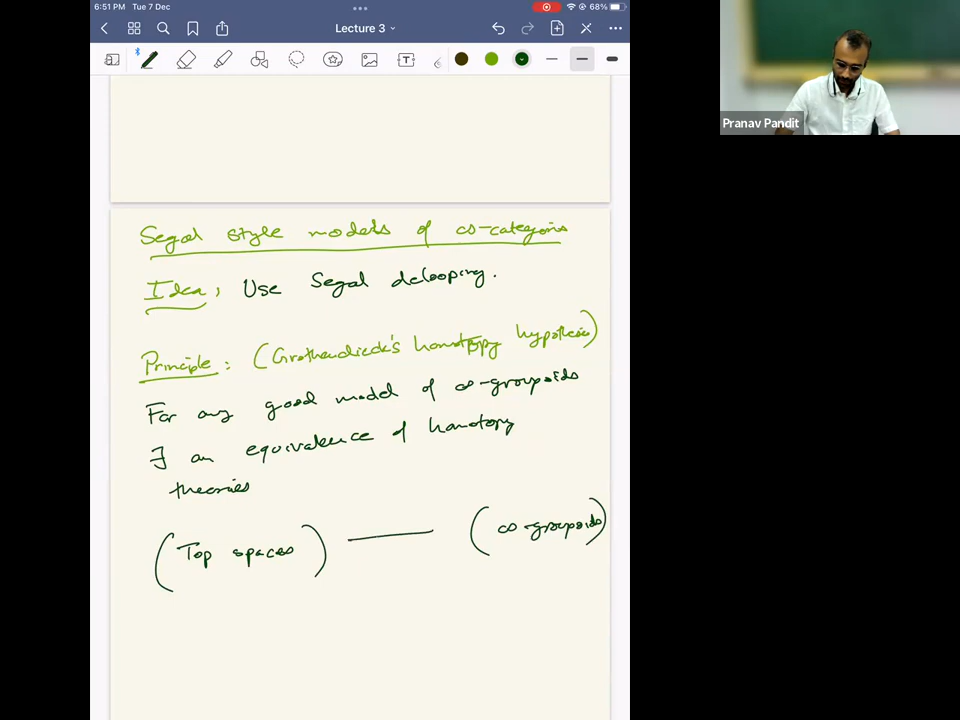 6:51 PM Tue 7 Dec
68%
Lecture 3
Pranav Pandit
Segal style models of ∞-categories
Idea: Use Segal delooping.
Principle: (Grothendieck's homotopy hypothesis)
For any good model of ∞-groupoids
∃ an equivalence of homotopy
theories
(Top spaces) —— (∞-groupoids)